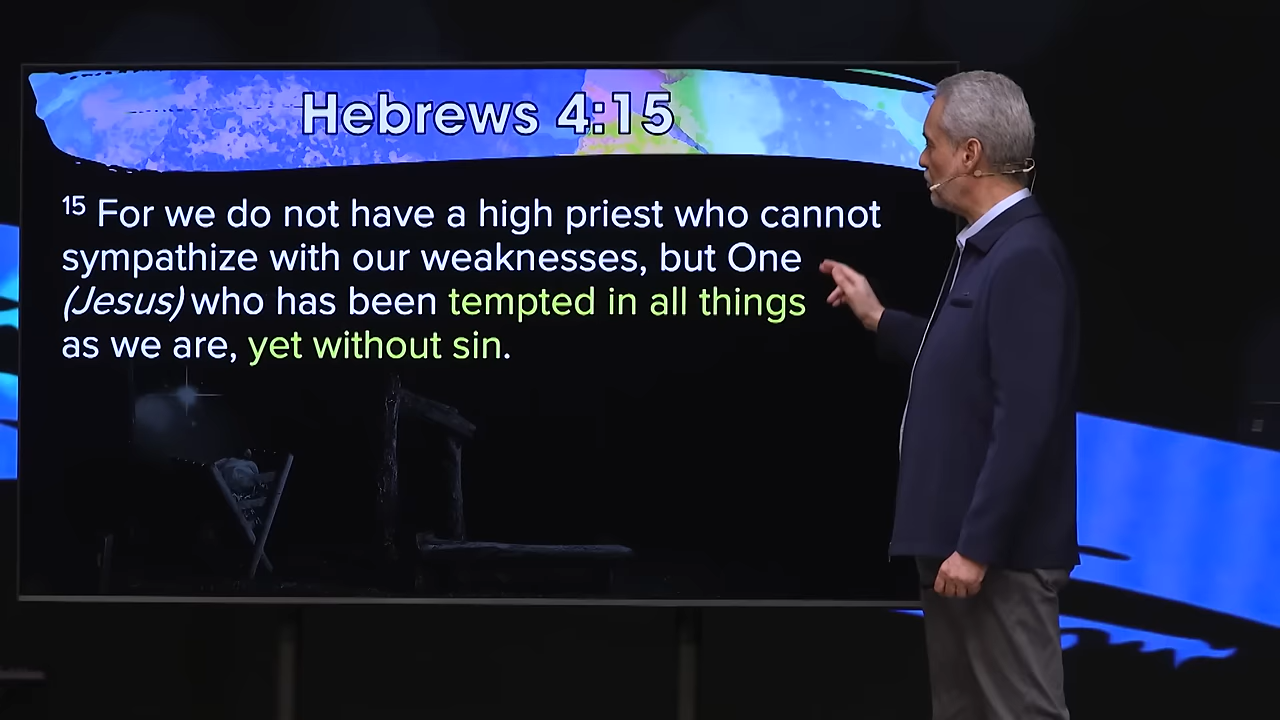 Hebrews 4:15
15 For we do not have a high priest who cannot
sympathize with our weaknesses, but One
(Jesus) who has been tempted in all things
as we are, yet without sin.